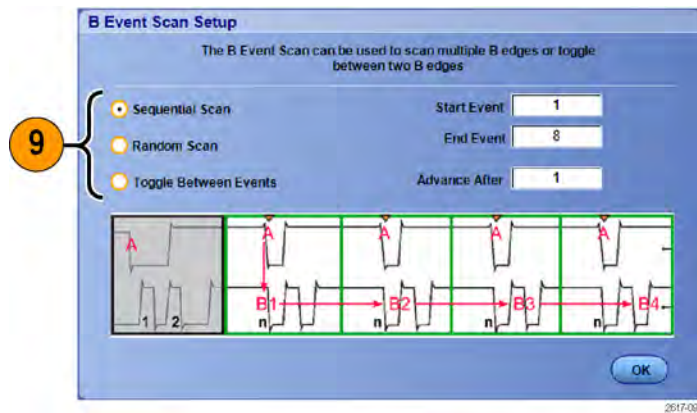 B Event Scan Setup
The B Event Scan can be used to scan multiple B edges or toggle
between two B edges
9
Sequential Scan
Start Event 1
Random Scan
End Event 8
Toggle Between Events
Advance After 1
A A A A A
B1 B2 B3 B4
1 2 n n n n
OK